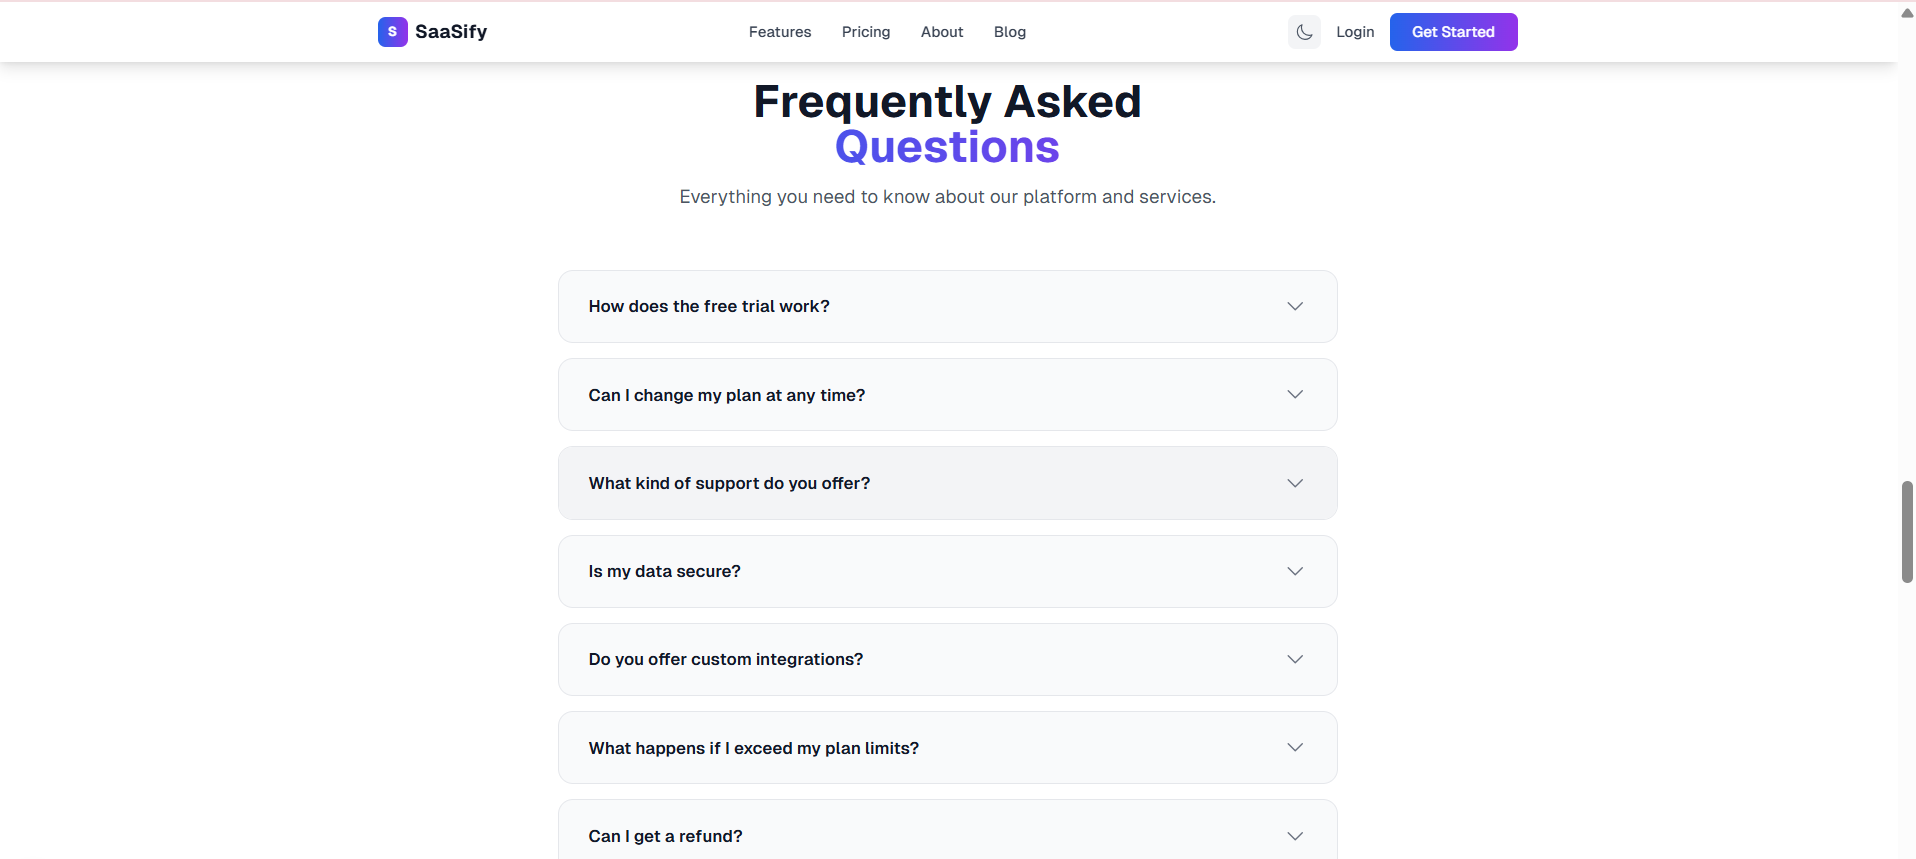 S SaaSify
Features Pricing About Blog
Login Get Started
Frequently Asked
Questions
Everything you need to know about our platform and services.
How does the free trial work?
Can I change my plan at any time?
What kind of support do you offer?
Is my data secure?
Do you offer custom integrations?
What happens if I exceed my plan limits?
Can I get a refund?